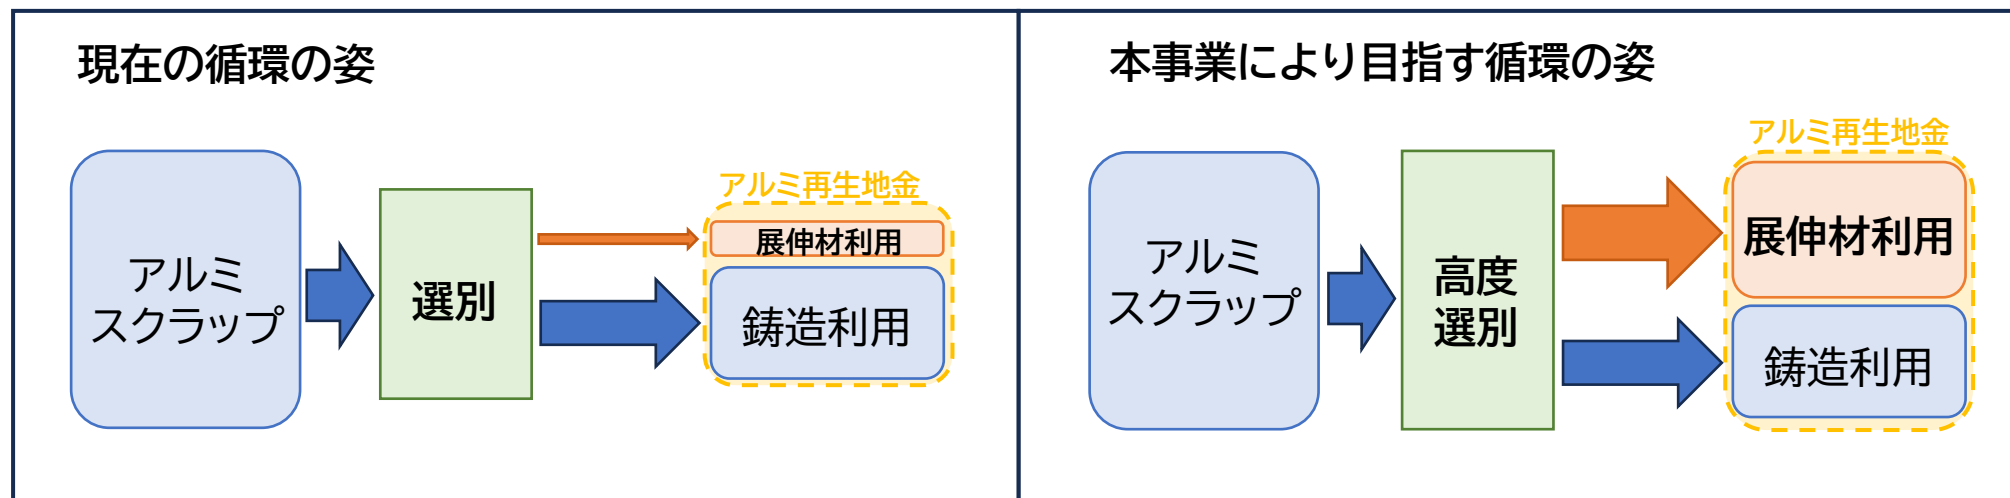 現在の循環の姿
アルミ
スクラップ
選別
アルミ再生地金
展伸材利用
鋳造利用
本事業により目指す循環の姿
アルミ
スクラップ
高度
選別
アルミ再生地金
展伸材利用
鋳造利用